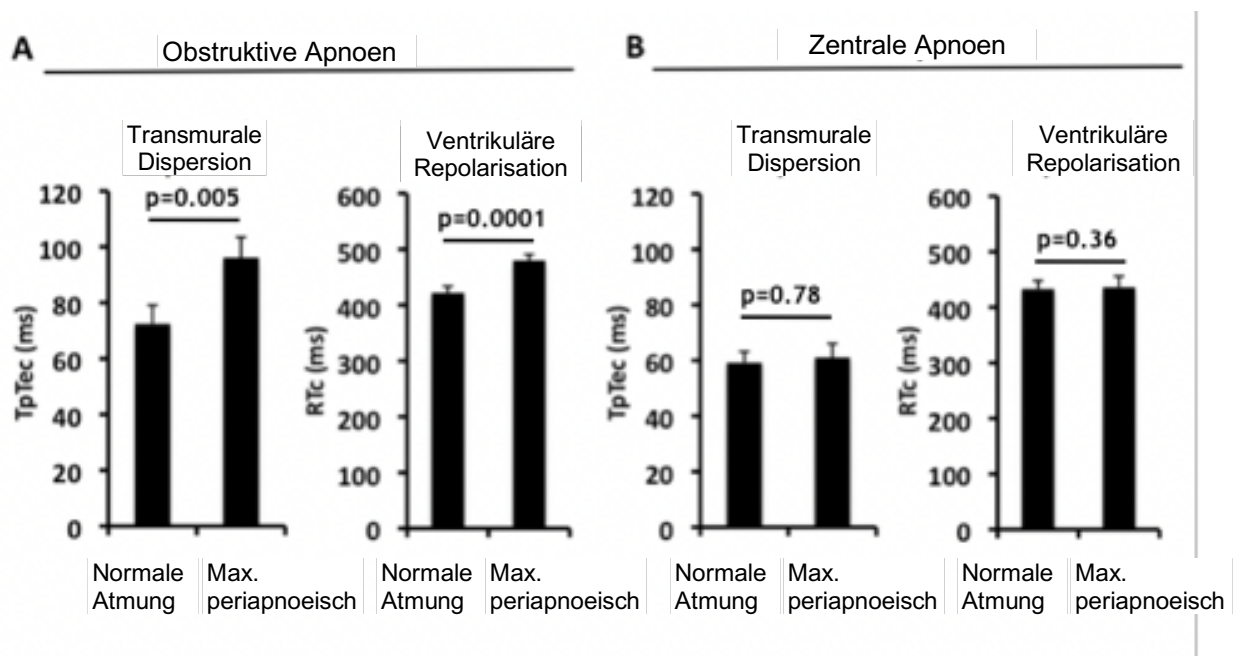 A
Obstruktive Apnoen
B
Zentrale Apnoen
Transmurale
Dispersion
Ventrikuläre
Repolarisation
Transmurale
Dispersion
Ventrikuläre
Repolarisation
TpTec (ms)
120
100
80
60
40
20
0
p=0.005
RTc (ms)
600
500
400
300
200
100
0
p=0.0001
TpTec (ms)
120
100
80
60
40
20
0
p=0.78
RTc (ms)
600
500
400
300
200
100
0
p=0.36
Normale
Atmung
Max.
periapnoeisch
Normale
Atmung
Max.
periapnoeisch
Normale
Atmung
Max.
periapnoeisch
Normale
Atmung
Max.
periapnoeisch